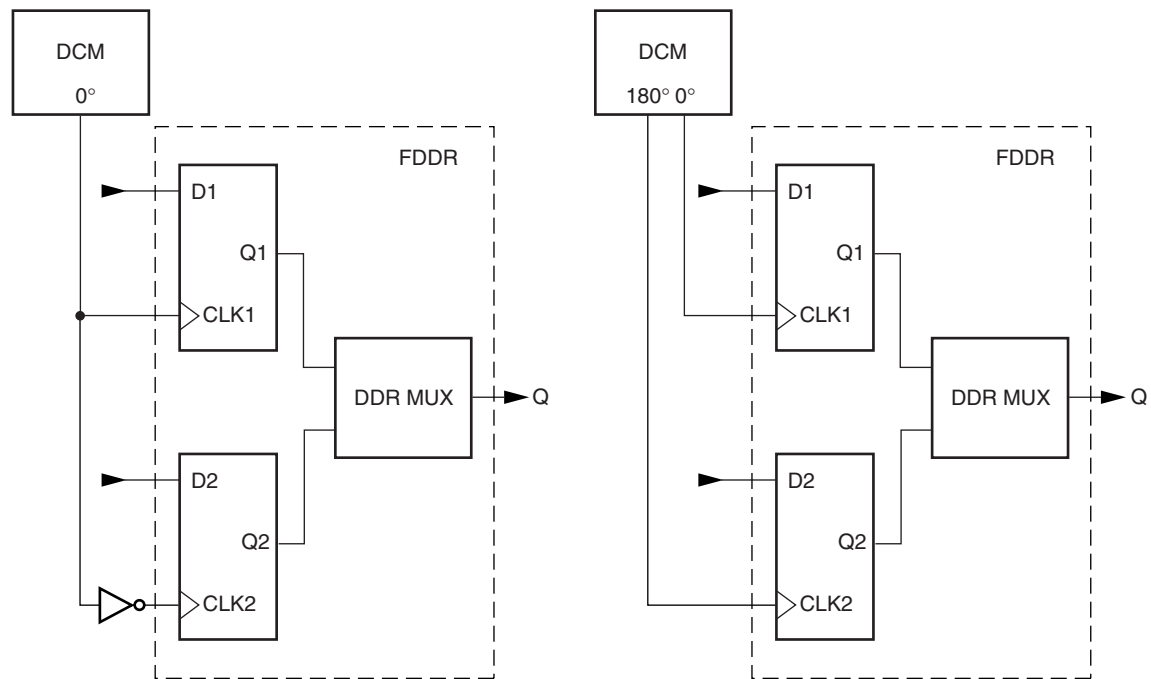 DCM
0°
FDDR
D1
Q1
CLK1
DDR MUX
Q
D2
Q2
CLK2
DCM
180° 0°
FDDR
D1
Q1
CLK1
DDR MUX
Q
D2
Q2
CLK2